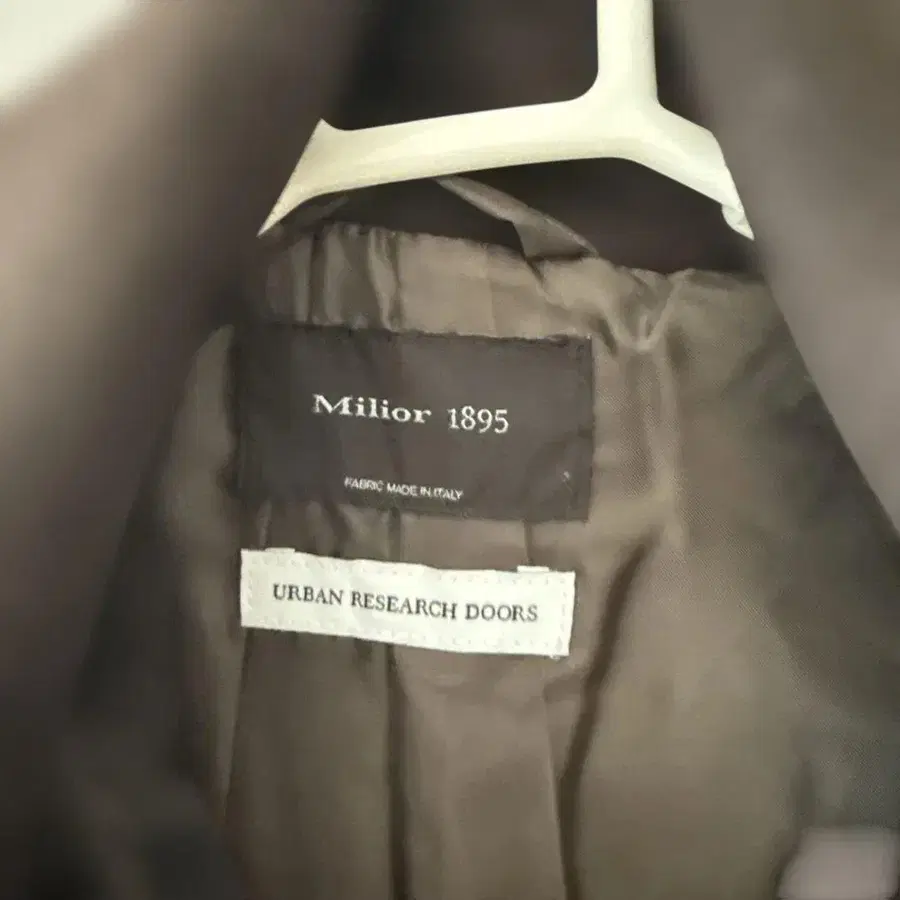 Milior 1895
FABRIC MADE IN ITALY
URBAN RESEARCH DOORS